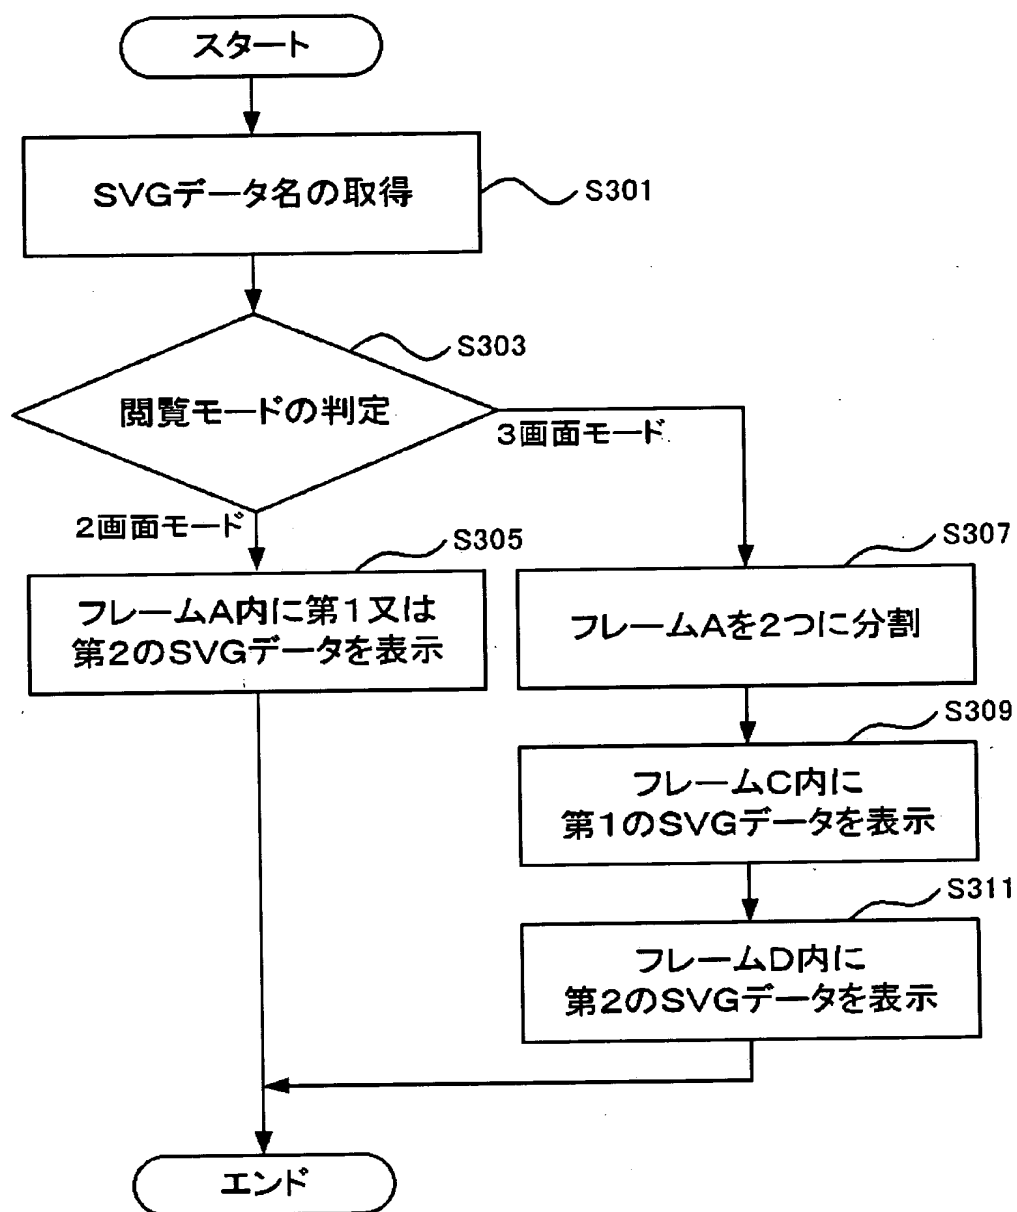 スタート
SVGデータ名の取得
S301
S303
閲覧モードの判定
3画面モード
2画面モード
S305
フレームA内に第1又は
第2のSVGデータを表示
S307
フレームAを2つに分割
S309
フレームC内に
第1のSVGデータを表示
S311
フレームD内に
第2のSVGデータを表示
エンド